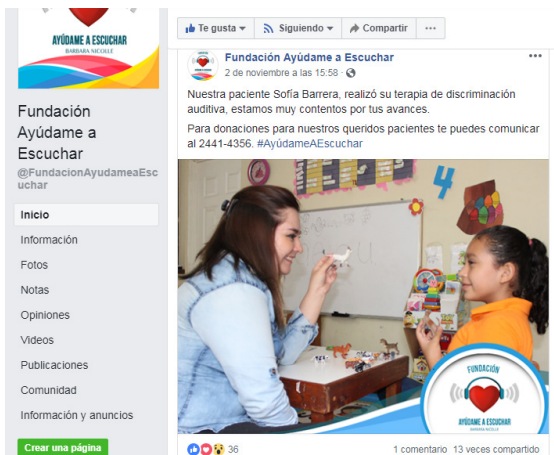 AYÚDAME A ESCUCHAR
BARBARA NICOLLE
Fundación
Ayúdame a
Escuchar
@FundacionAyudameaEsc
uchar
Inicio
Información
Fotos
Notas
Opiniones
Videos
Publicaciones
Comunidad
Información y anuncios
Crear una página
Te gusta
Siguiendo
Compartir
Fundación Ayúdame a Escuchar
2 de noviembre a las 15:58
Nuestra paciente Sofía Barrera, realizó su terapia de discriminación
auditiva, estamos muy contentos por tus avances.
Para donaciones para nuestros queridos pacientes te puedes comunicar
al 2441-4356. #AyúdameAEscuchar
4
FUNDACIÓN
AYÚDAME A ESCUCHAR
BARBARA NICOLLE
36
1 comentario 13 veces compartido